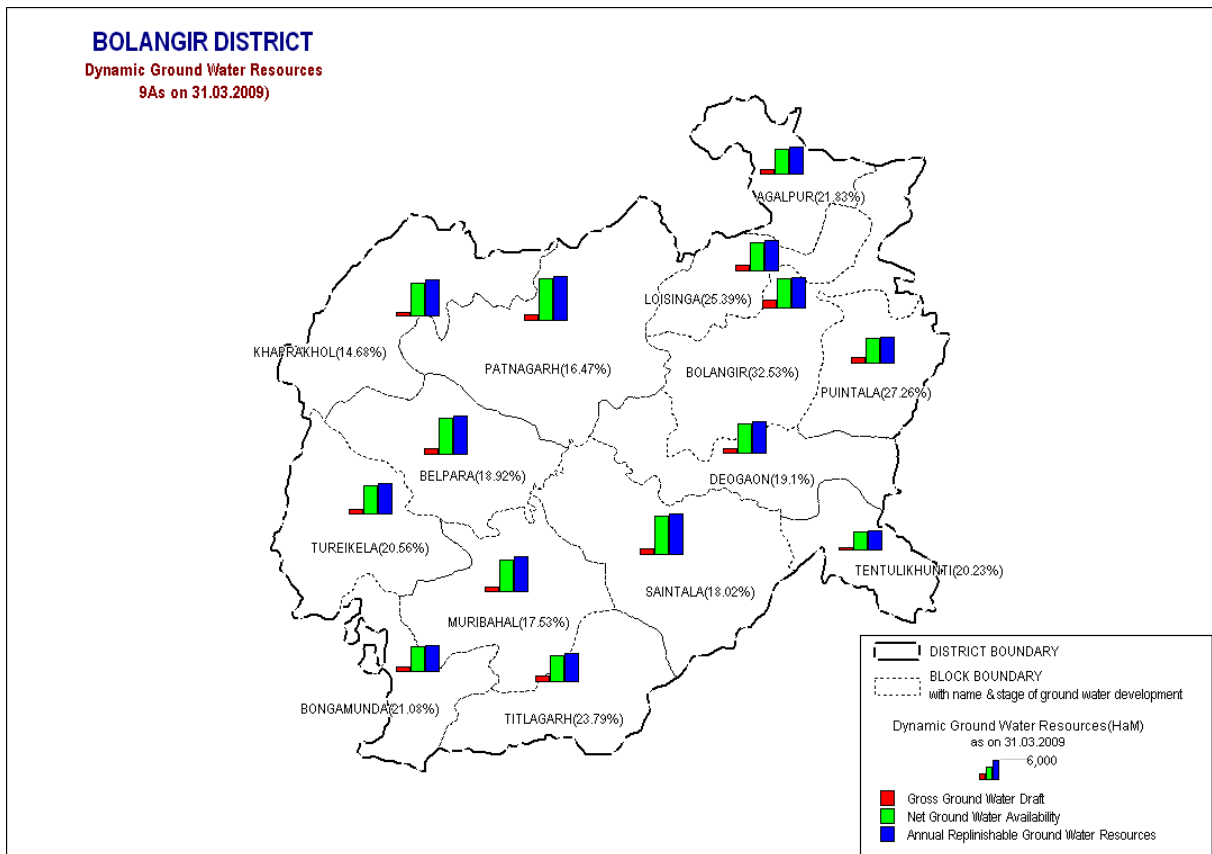 BOLANGIR DISTRICT
Dynamic Ground Water Resources
9As on 31.03.2009)
AGALPUR(21.83%)
LOISINGA(25.39%)
KHAPRAKHOL(14.68%)
PATNAGARH(16.47%)
BOLANGIR(32.53%)
PUINTALA(27.26%)
BELPARA(18.92%)
DEOGAON(19.1%)
TUREIKELA(20.56%)
TENTULIKHUNTI(20.23%)
SAINTALA(18.02%)
MURIBAHAL(17.53%)
BONGAMUNDA(21.08%)
TITLAGARH(23.79%)
DISTRICT BOUNDARY
BLOCK BOUNDARY
with name & stage of ground water development
Dynamic Ground Water Resources(HaM)
as on 31.03.2009
6,000
Gross Ground Water Draft
Net Ground Water Availability
Annual Replinishable Ground Water Resources